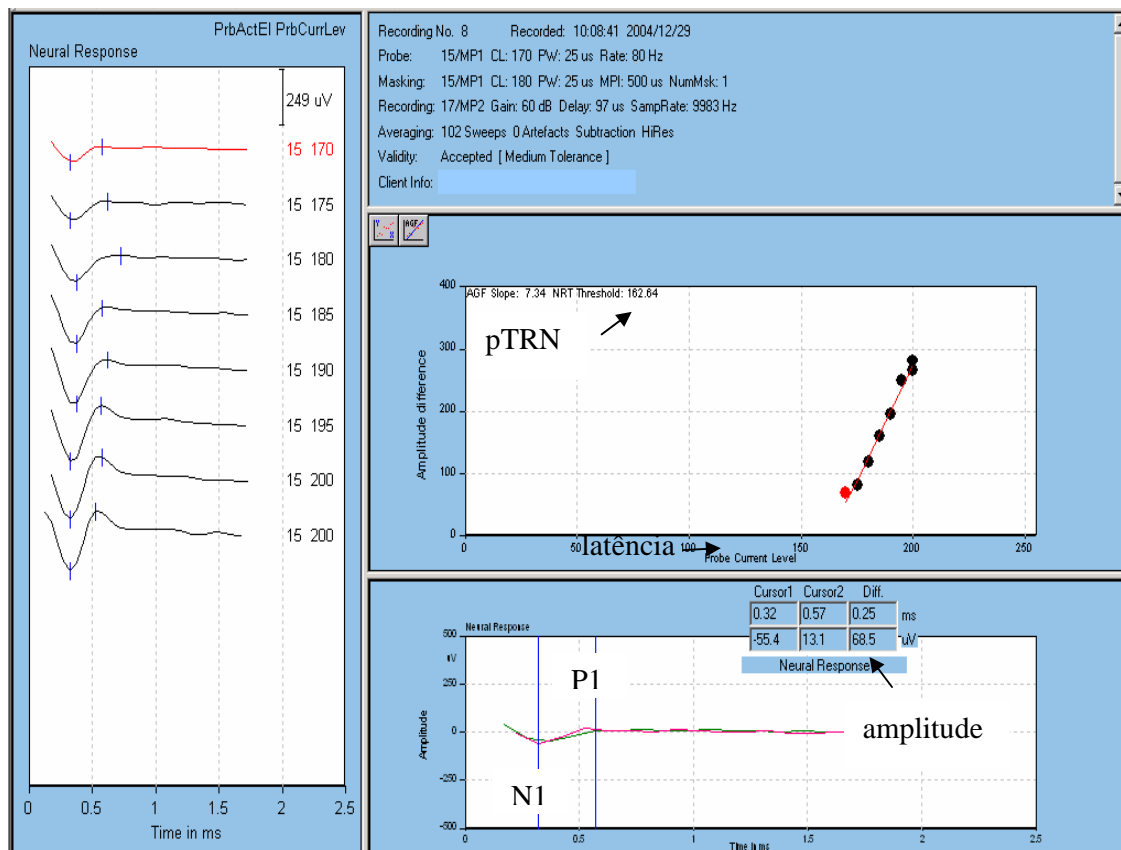 PrbActEl PrbCurrLev
Neural Response
249 uV
15 170
15 175
15 180
15 185
15 190
15 195
15 200
15 200
0 0.5 1 1.5 2 2.5
Time in ms
Recording No. 8 Recorded: 10:08:41 2004/12/29
Probe: 15/MP1 CL: 170 PW: 25 us Rate: 80 Hz
Masking: 15/MP1 CL: 180 PW: 25 us MPI: 500 us NumMsk: 1
Recording: 17/MP2 Gain: 60 dB Delay: 97 us SampRate: 9983 Hz
Averaging: 102 Sweeps 0 Artefacts Subtraction HiRes
Validity: Accepted [ Medium Tolerance ]
Client Info:
AGF
AGF Slope: 7.34 NRT Threshold: 162.64
pTRN
400
300
200
100
0
Amplitude difference
0 50 100 150 200 250
latência
Probe Current Level
Cursor1 Cursor2 Diff.
0.32 0.57 0.25 ms
-55.4 13.1 68.5 uV
Neural Response
Neural Response
500
uV
250
0
-250
-500
Amplitude
P1
amplitude
N1
0 0.5 1 1.5 2 2.5
Time in ms